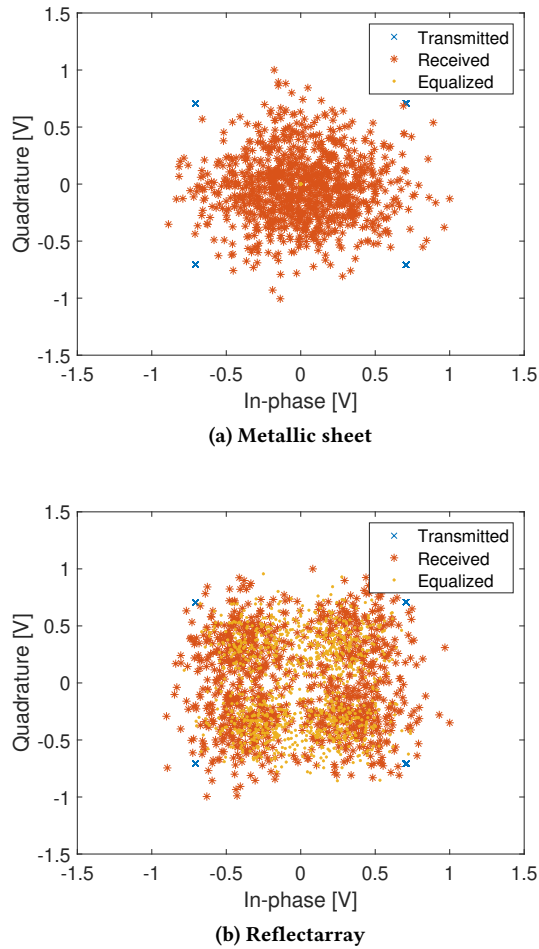 1.5
1
0.5
0
-0.5
-1
-1.5
Quadrature [V]
Transmitted
Received
Equalized
-1.5 -1 -0.5 0 0.5 1 1.5
In-phase [V]
(a) Metallic sheet
1.5
1
0.5
0
-0.5
-1
-1.5
Quadrature [V]
Transmitted
Received
Equalized
-1.5 -1 -0.5 0 0.5 1 1.5
In-phase [V]
(b) Reflectarray